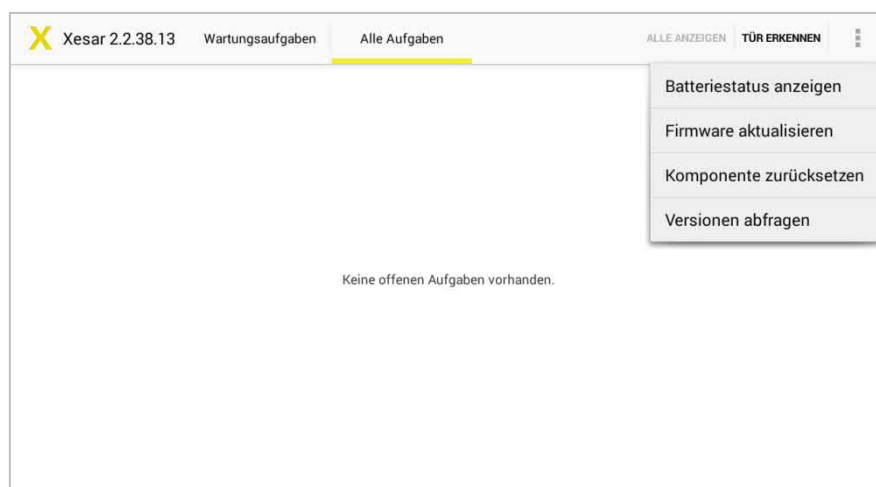 X Xesar 2.2.38.13 Wartungsaufgaben Alle Aufgaben ALLE ANZEIGEN TÜR ERKENNEN
Batteriestatus anzeigen
Firmware aktualisieren
Komponente zurücksetzen
Versionen abfragen
Keine offenen Aufgaben vorhanden.